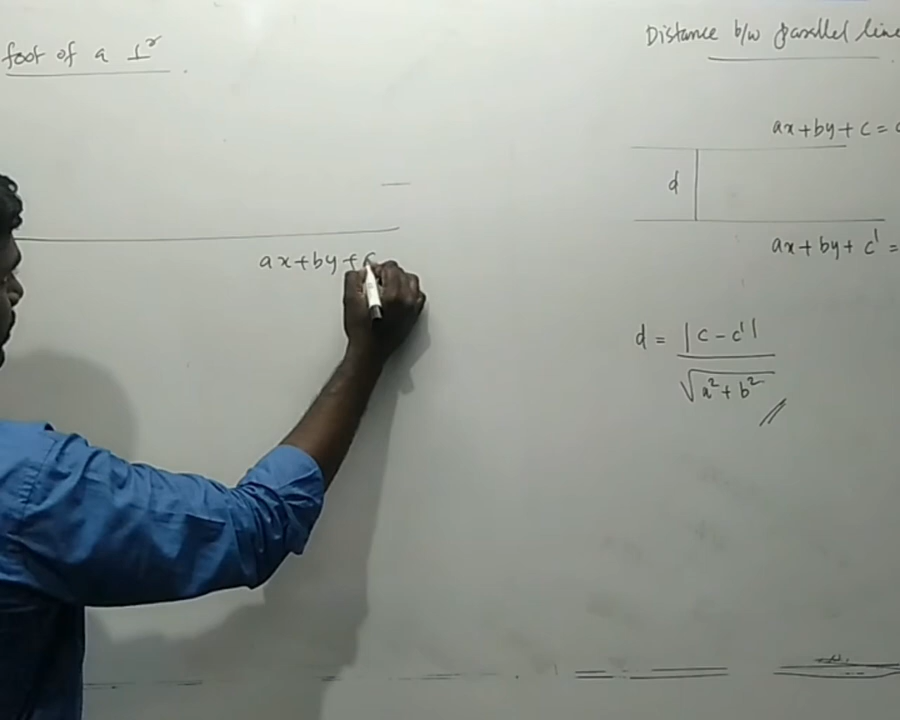 foot of a ⊥r
ax+by+c
Distance b/w parallel line
ax+by+c=
d
ax+by+c'=
d = |c-c'|
√a²+b²